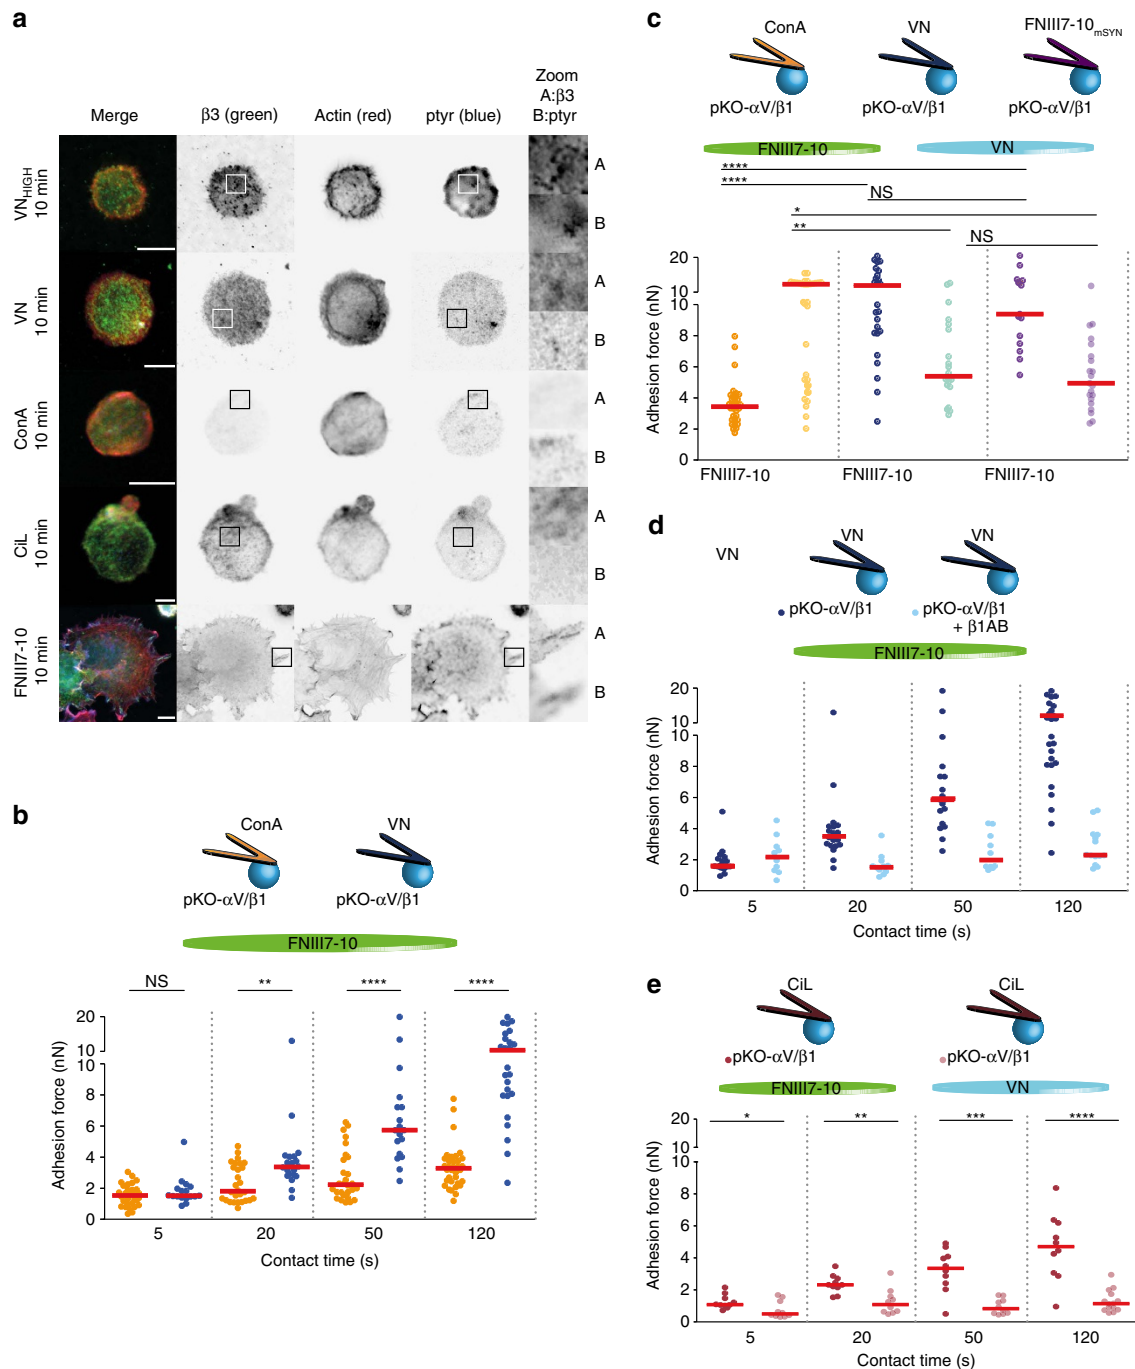 a
Merge
β3 (green)
Actin (red)
ptyr (blue)
Zoom
A:β3
B:ptyr
VN HIGH
10 min
A
B
VN
10 min
A
B
ConA
10 min
A
B
CiL
10 min
A
B
FNIII7-10
10 min
A
B
b
ConA
VN
pKO-αV/β1
pKO-αV/β1
FNIII7-10
NS
**
****
****
Adhesion force (nN)
20
10
10
8
6
4
2
0
5
20
50
120
Contact time (s)
c
ConA
VN
FNIII7-10mSYN
pKO-αV/β1
pKO-αV/β1
pKO-αV/β1
FNIII7-10
VN
****
****
NS
*
**
NS
Adhesion force (nN)
20
10
10
8
6
4
2
0
FNIII7-10
FNIII7-10
FNIII7-10
d
VN
VN
VN
pKO-αV/β1
pKO-αV/β1
+ β1AB
FNIII7-10
Adhesion force (nN)
20
10
10
8
6
4
2
0
5
20
50
120
Contact time (s)
e
CiL
CiL
pKO-αV/β1
pKO-αV/β1
FNIII7-10
VN
*
**
***
****
Adhesion force (nN)
20
10
10
8
6
4
2
0
5
20
50
120
Contact time (s)